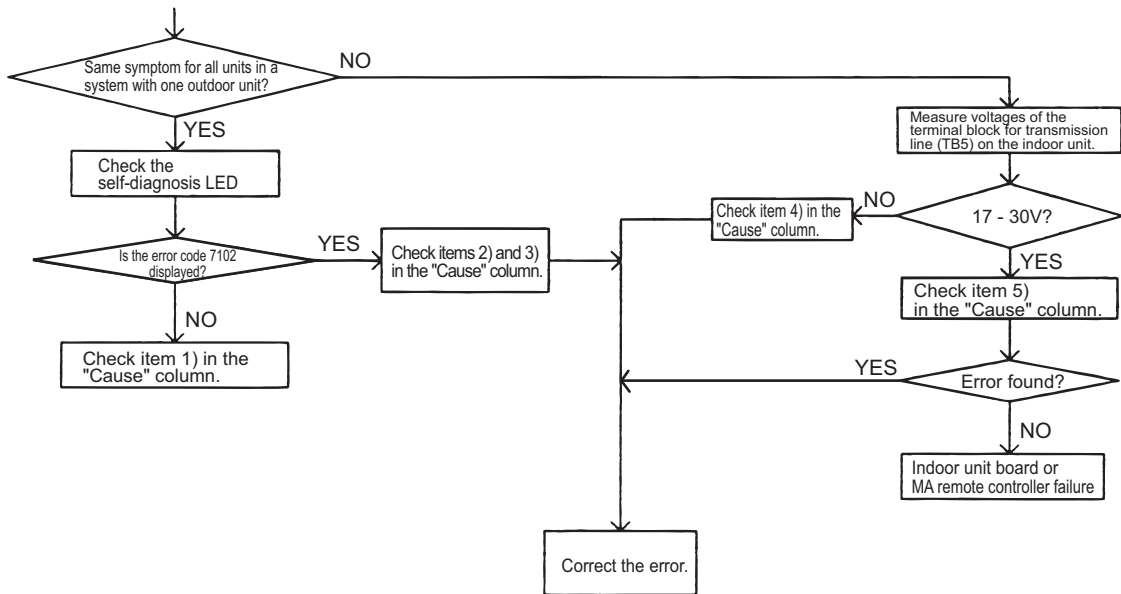 Same symptom for all units in a
system with one outdoor unit?
NO
YES
Measure voltages of the
terminal block for transmission
line (TB5) on the indoor unit.
Check the
self-diagnosis LED
17 - 30V?
NO
Check item 4) in the
"Cause" column.
YES
Is the error code 7102
displayed?
YES
Check items 2) and 3)
in the "Cause" column.
Check item 5)
in the "Cause" column.
NO
Check item 1) in the
"Cause" column.
Error found?
YES
NO
Indoor unit board or
MA remote controller failure
Correct the error.